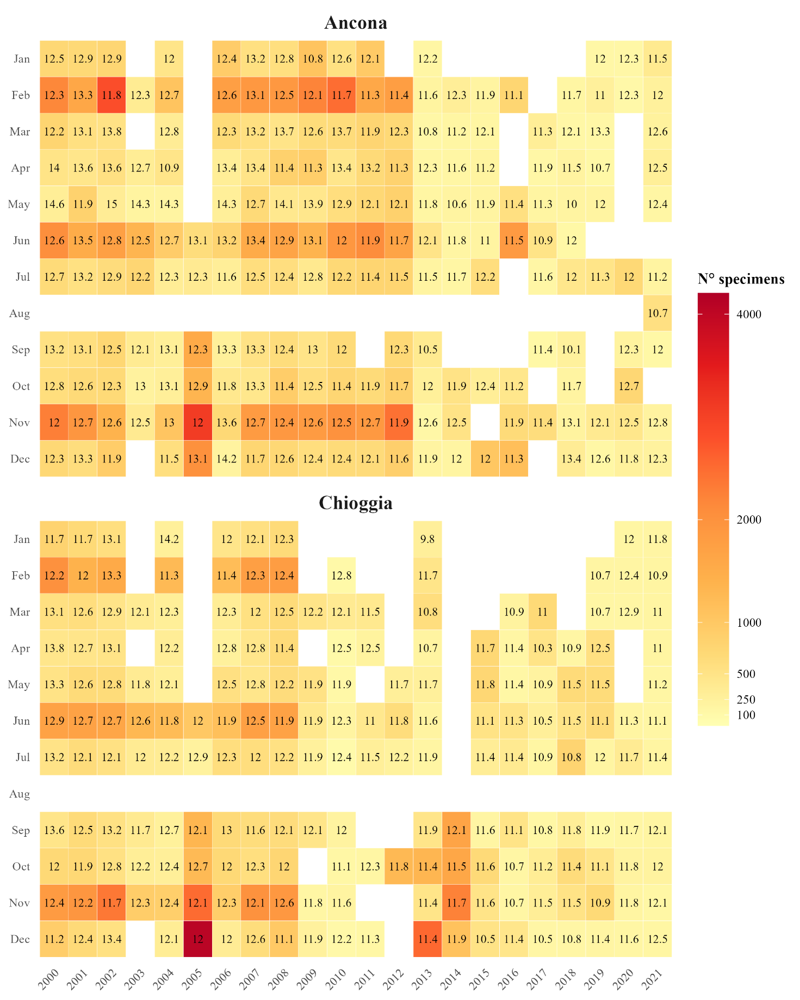 Ancona
Jan 12.5 12.9 12.9 12 12.4 13.2 12.8 10.8 12.6 12.1 12.2 12 12.3 11.5
Feb 12.3 13.3 11.8 12.3 12.7 12.6 13.1 12.5 12.1 11.7 11.3 11.4 11.6 12.3 11.9 11.1 11.7 11 12.3 12
Mar 12.2 13.1 13.8 12.8 12.3 13.2 13.7 12.6 13.7 11.9 12.3 10.8 11.2 12.1 11.3 12.1 13.3 12.6
Apr 14 13.6 13.6 12.7 10.9 13.4 13.4 11.4 11.3 13.4 13.2 11.3 12.3 11.6 11.2 11.9 11.5 10.7 12.5
May 14.6 11.9 15 14.3 14.3 14.3 12.7 14.1 13.9 12.9 12.1 12.1 11.8 10.6 11.9 11.4 11.3 10 12 12.4
Jun 12.6 13.5 12.8 12.5 12.7 13.1 13.2 13.4 12.9 13.1 12 11.9 11.7 12.1 11.8 11 11.5 10.9 12
Jul 12.7 13.2 12.9 12.2 12.3 12.3 11.6 12.5 12.4 12.8 12.2 11.4 11.5 11.5 11.7 12.2 11.6 12 11.3 12 11.2
Aug 10.7
Sep 13.2 13.1 12.5 12.1 13.1 12.3 13.3 13.3 12.4 13 12 12.3 10.5 11.4 10.1 12.3 12
Oct 12.8 12.6 12.3 13 13.1 12.9 11.8 13.3 11.4 12.5 11.4 11.9 11.7 12 11.9 12.4 11.2 11.7 12.7
Nov 12 12.7 12.6 12.5 13 12 13.6 12.7 12.4 12.6 12.5 12.7 11.9 12.6 12.5 11.9 11.4 13.1 12.1 12.5 12.8
Dec 12.3 13.3 11.9 11.5 13.1 14.2 11.7 12.6 12.4 12.4 12.1 11.6 11.9 12 12 11.3 13.4 12.6 11.8 12.3
Chioggia
Jan 11.7 11.7 13.1 14.2 12 12.1 12.3 9.8 12 11.8
Feb 12.2 12 13.3 11.3 11.4 12.3 12.4 12.8 11.7 10.7 12.4 10.9
Mar 13.1 12.6 12.9 12.1 12.3 12.3 12 12.5 12.2 12.1 11.5 10.8 10.9 11 10.7 12.9 11
Apr 13.8 12.7 13.1 12.2 12.8 12.8 11.4 12.5 12.5 10.7 11.7 11.4 10.3 10.9 12.5 11
May 13.3 12.6 12.8 11.8 12.1 12.5 12.8 12.2 11.9 11.9 11.7 11.7 11.8 11.4 10.9 11.5 11.5 11.2
Jun 12.9 12.7 12.7 12.6 11.8 12 11.9 12.5 11.9 11.9 12.3 11 11.8 11.6 11.1 11.3 10.5 11.5 11.1 11.3 11.1
Jul 13.2 12.1 12.1 12 12.2 12.9 12.3 12 12.2 11.9 12.4 11.5 12.2 11.9 11.4 11.4 10.9 10.8 12 11.7 11.4
Aug
Sep 13.6 12.5 13.2 11.7 12.7 12.1 13 11.6 12.1 12.1 12 11.9 12.1 11.6 11.1 10.8 11.8 11.9 11.7 12.1
Oct 12 11.9 12.8 12.2 12.4 12.7 12 12.3 12 11.1 12.3 11.8 11.4 11.5 11.6 10.7 11.2 11.4 11.1 11.8 12
Nov 12.4 12.2 11.7 12.3 12.4 12.1 12.3 12.1 12.6 11.8 11.6 11.4 11.7 11.6 10.7 11.5 11.5 10.9 11.8 12.1
Dec 11.2 12.4 13.4 12.1 12 12 12.6 11.1 11.9 12.2 11.3 11.4 11.9 10.5 11.4 10.5 10.8 11.4 11.6 12.5
2000 2001 2002 2003 2004 2005 2006 2007 2008 2009 2010 2011 2012 2013 2014 2015 2016 2017 2018 2019 2020 2021
N° specimens
4000
2000
1000
500
250
100